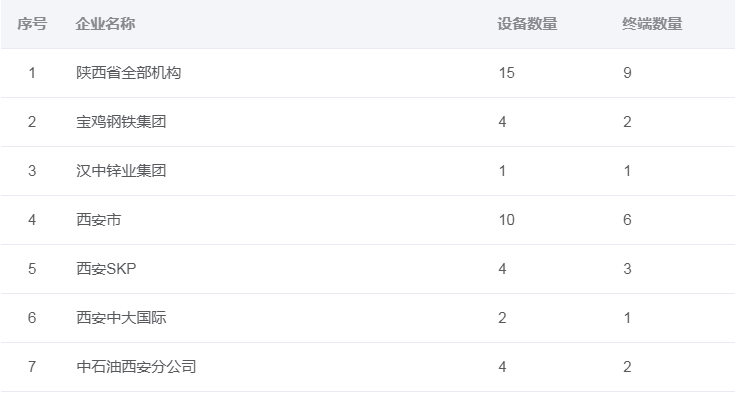 序号 企业名称 设备数量 终端数量
1 陕西省全部机构 15 9
2 宝鸡钢铁集团 4 2
3 汉中锌业集团 1 1
4 西安市 10 6
5 西安SKP 4 3
6 西安中大国际 2 1
7 中石油西安分公司 4 2